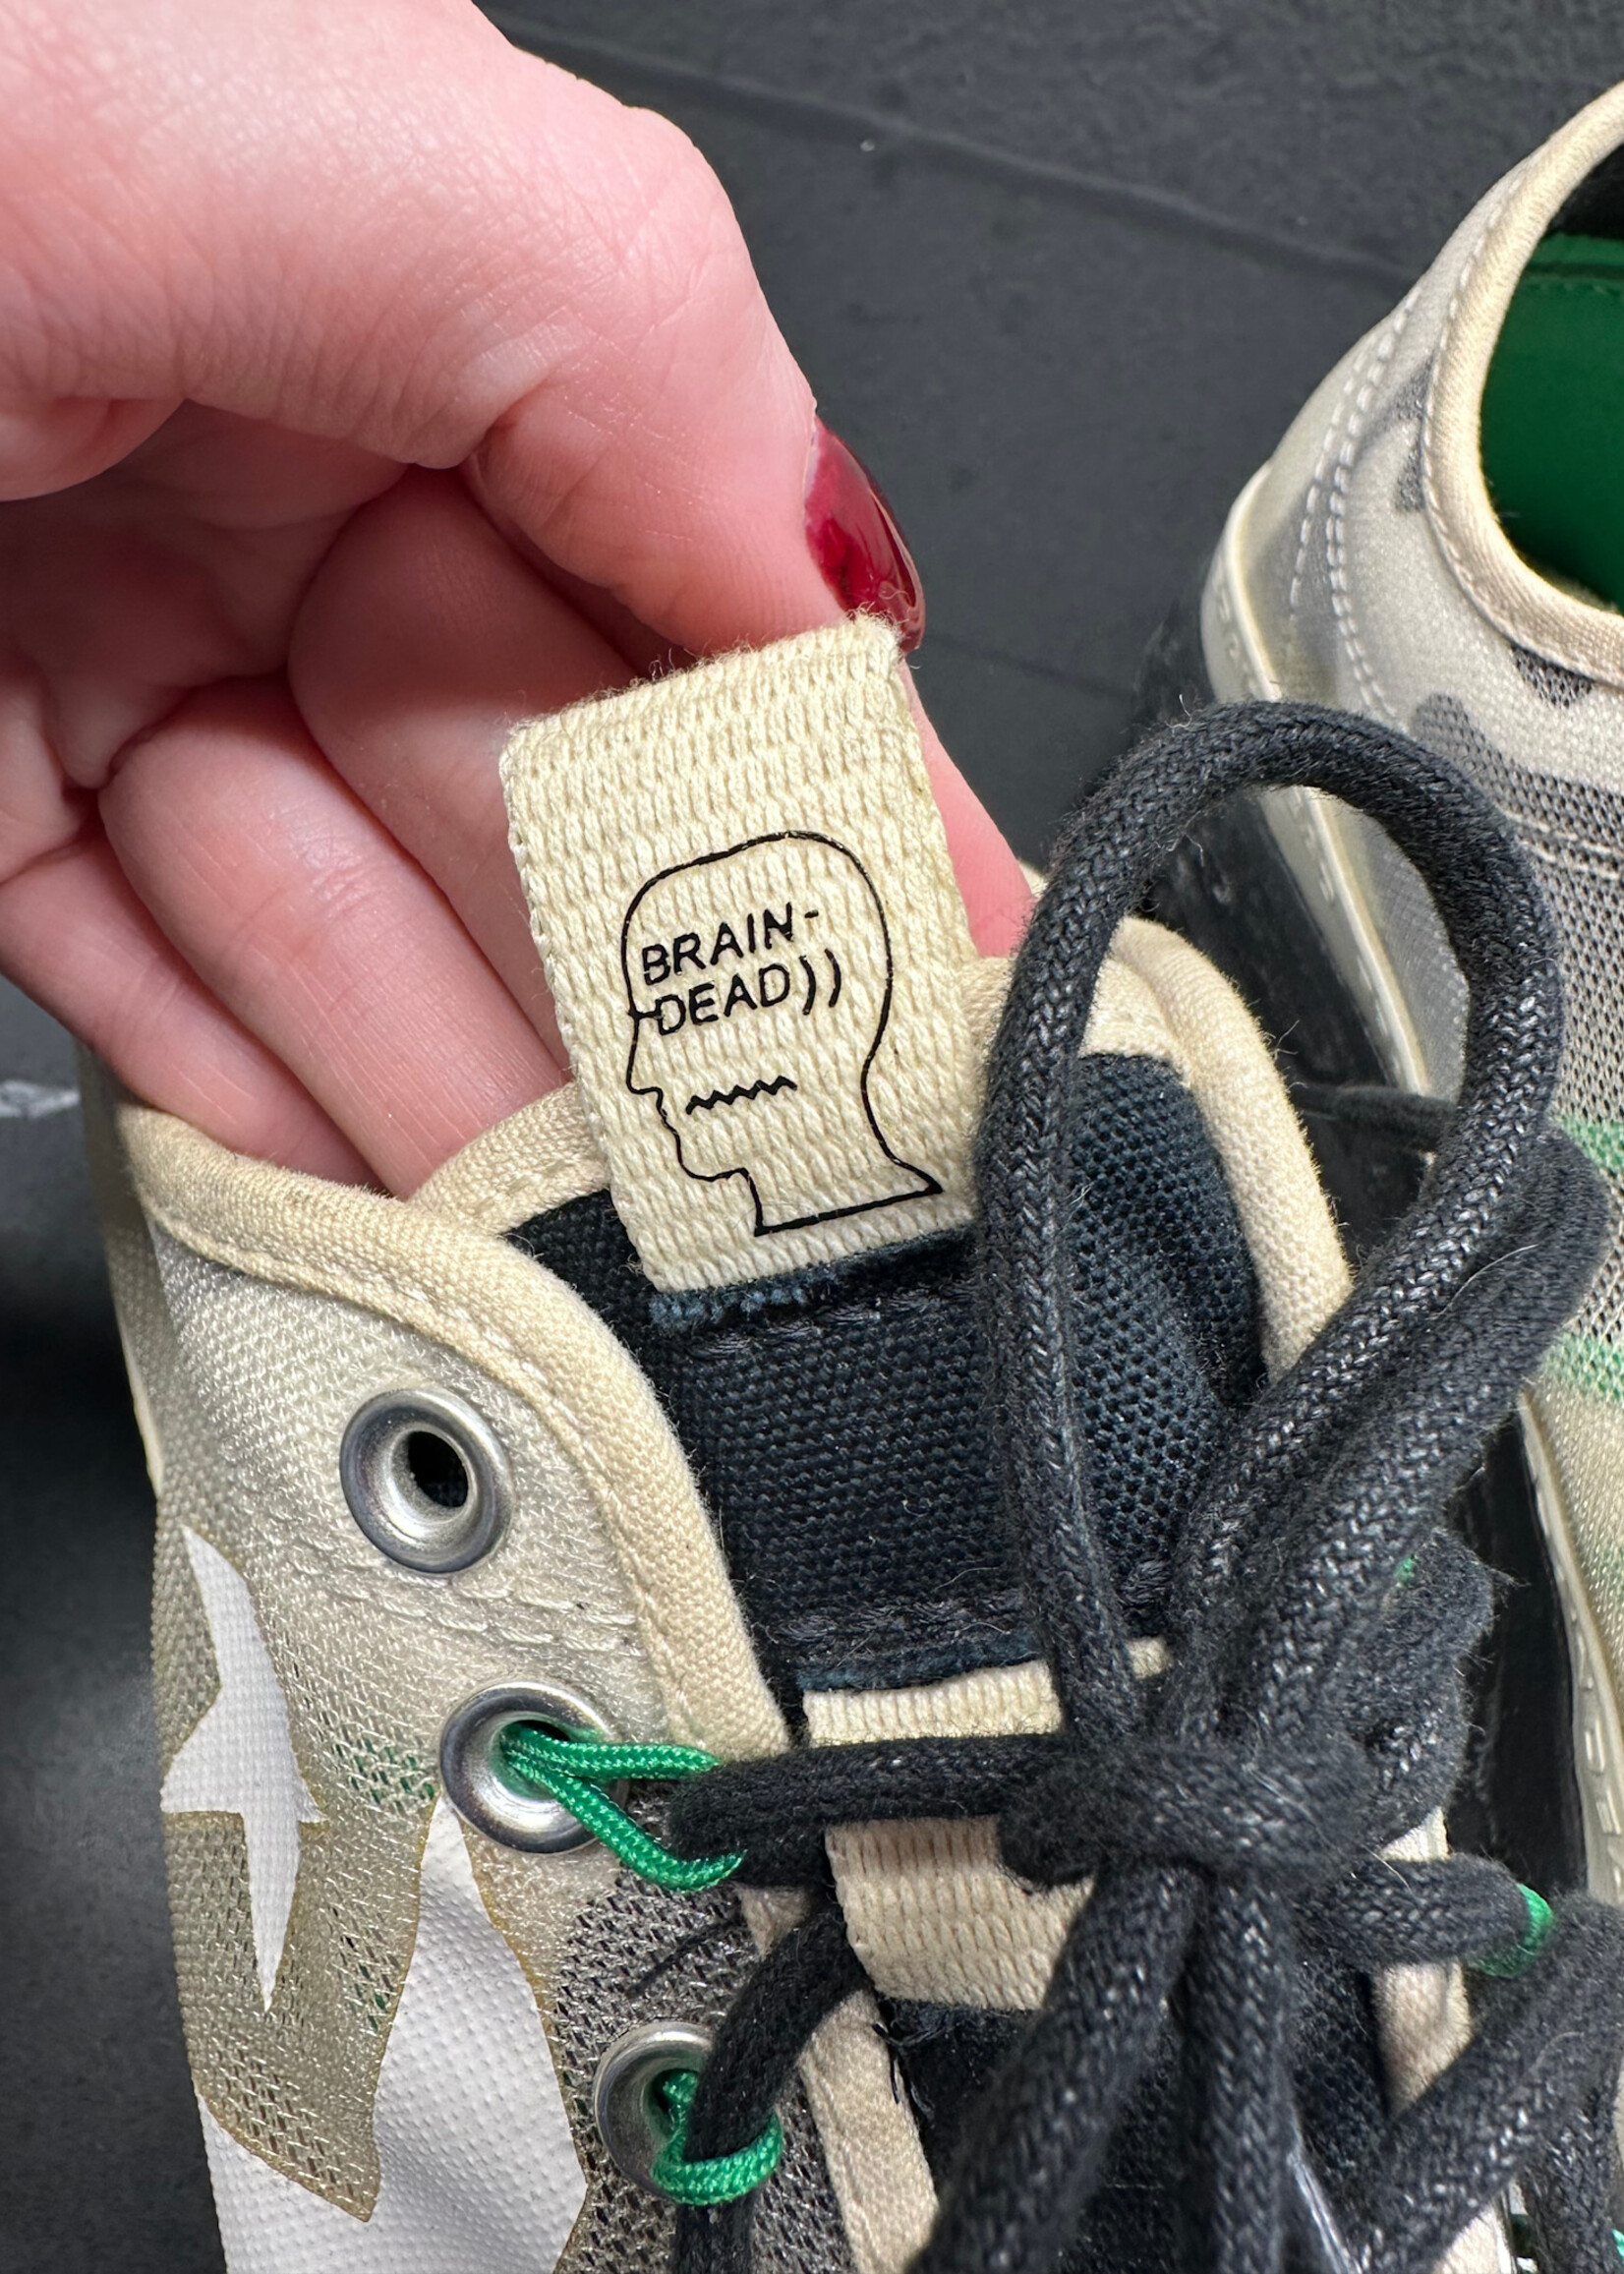 BRAIN-
DEAD))